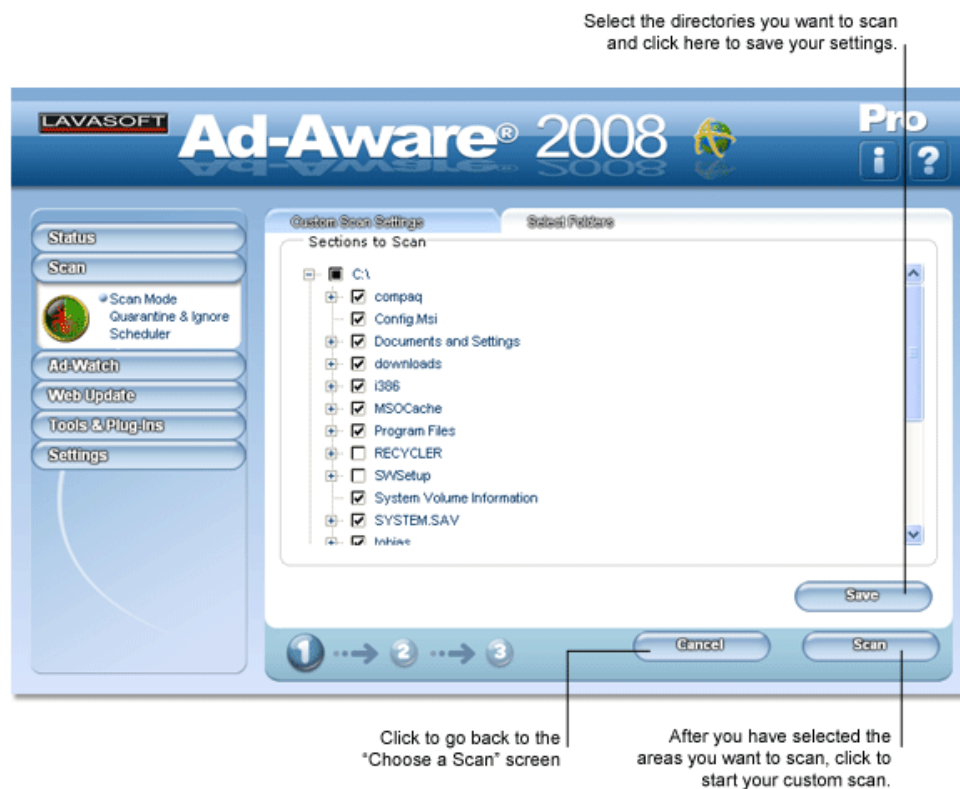 Select the directories you want to scan
and click here to save your settings.
LAVASOFT
Ad-Aware® 2008
Pro
i ?
Custom Scan Settings
Select Folders
Status
Scan
Scan Mode
Quarantine & Ignore
Scheduler
Ad-Watch
Web Update
Tools & Plug-Ins
Settings
Sections to Scan
C:\
compaq
Config.Msi
Documents and Settings
downloads
i386
MSOCache
Program Files
RECYCLER
SWSetup
System Volume Information
SYSTEM.SAV
tobias
Save
1 2 3
Cancel
Scan
Click to go back to the
"Choose a Scan" screen
After you have selected the
areas you want to scan, click to
start your custom scan.